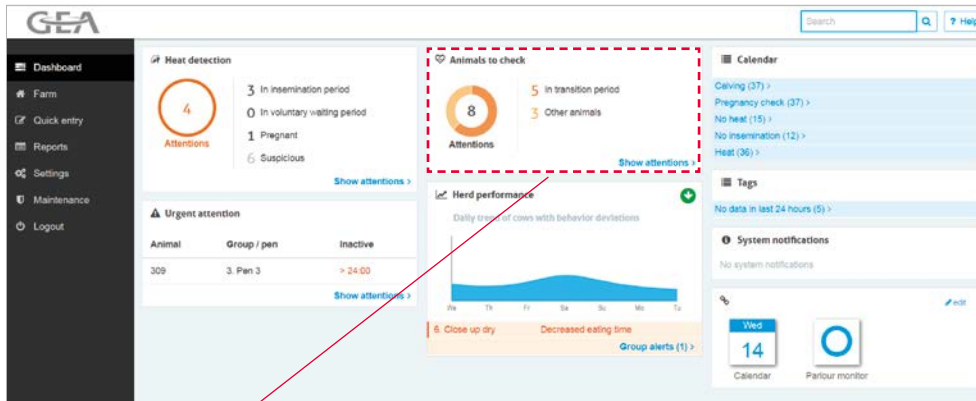 GEA
Search
? Help
Dashboard
Farm
Quick entry
Reports
Settings
Maintenance
Logout
Heat detection
4
Attentions
3 In insemination period
0 In voluntary waiting period
1 Pregnant
6 Suspicious
Show attentions >
Urgent attention
Animal Group / pen Inactive
309 3. Pen 3 > 24:00
Show attentions >
Animals to check
8
Attentions
5 In transition period
3 Other animals
Show attentions >
Herd performance
Daily trend of cows with behavior deviations
We Th Fr Sa Su Mo Tu
6. Close up dry Decreased eating time
Group alerts (1) >
Calendar
Calving (37) >
Pregnancy check (37) >
No heat (15) >
No insemination (12) >
Heat (36) >
Tags
No data in last 24 hours (5) >
System notifications
No system notifications
edit
Wed
14
Calendar
Parlour monitor